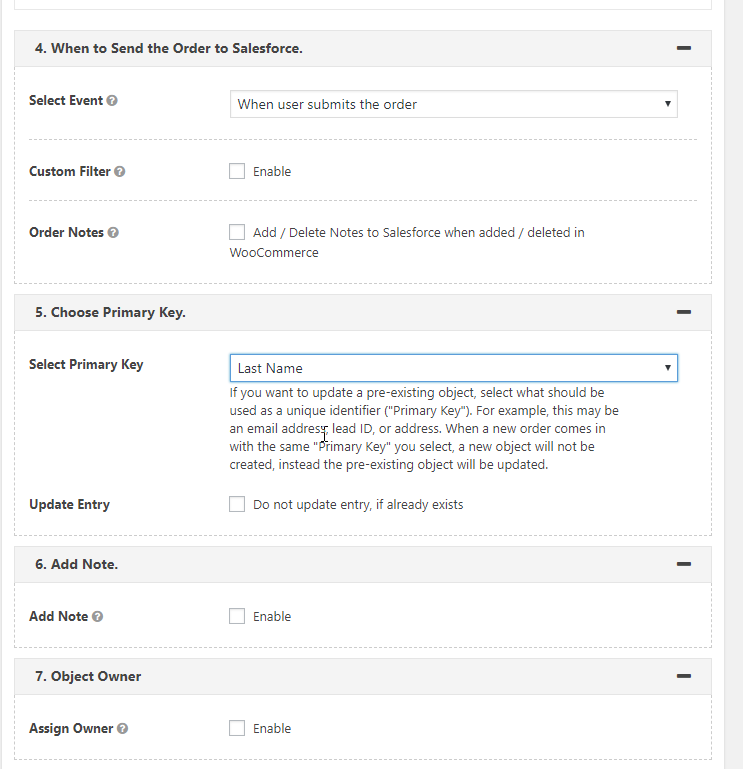 4. When to Send the Order to Salesforce.
Select Event
When user submits the order
Custom Filter
Enable
Order Notes
Add / Delete Notes to Salesforce when added / deleted in
WooCommerce
5. Choose Primary Key.
Select Primary Key
Last Name
If you want to update a pre-existing object, select what should be
used as a unique identifier ("Primary Key"). For example, this may be
an email address, lead ID, or address. When a new order comes in
with the same "Primary Key" you select, a new object will not be
created, instead the pre-existing object will be updated.
Update Entry
Do not update entry, if already exists
6. Add Note.
Add Note
Enable
7. Object Owner
Assign Owner
Enable